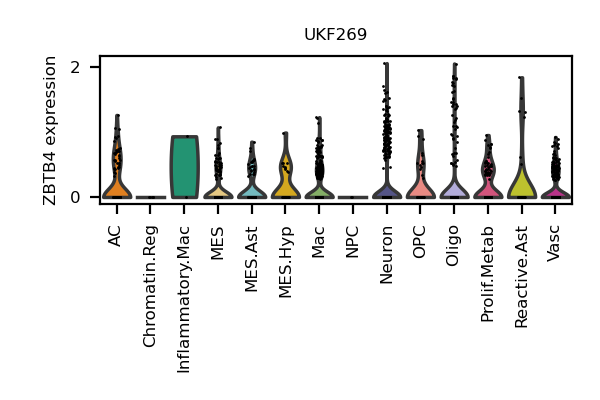 UKF269
ZBTB4 expression
2
0
AC
Chromatin.Reg
Inflammatory.Mac
MES
MES.Ast
MES.Hyp
Mac
NPC
Neuron
OPC
Oligo
Prolif.Metab
Reactive.Ast
Vasc